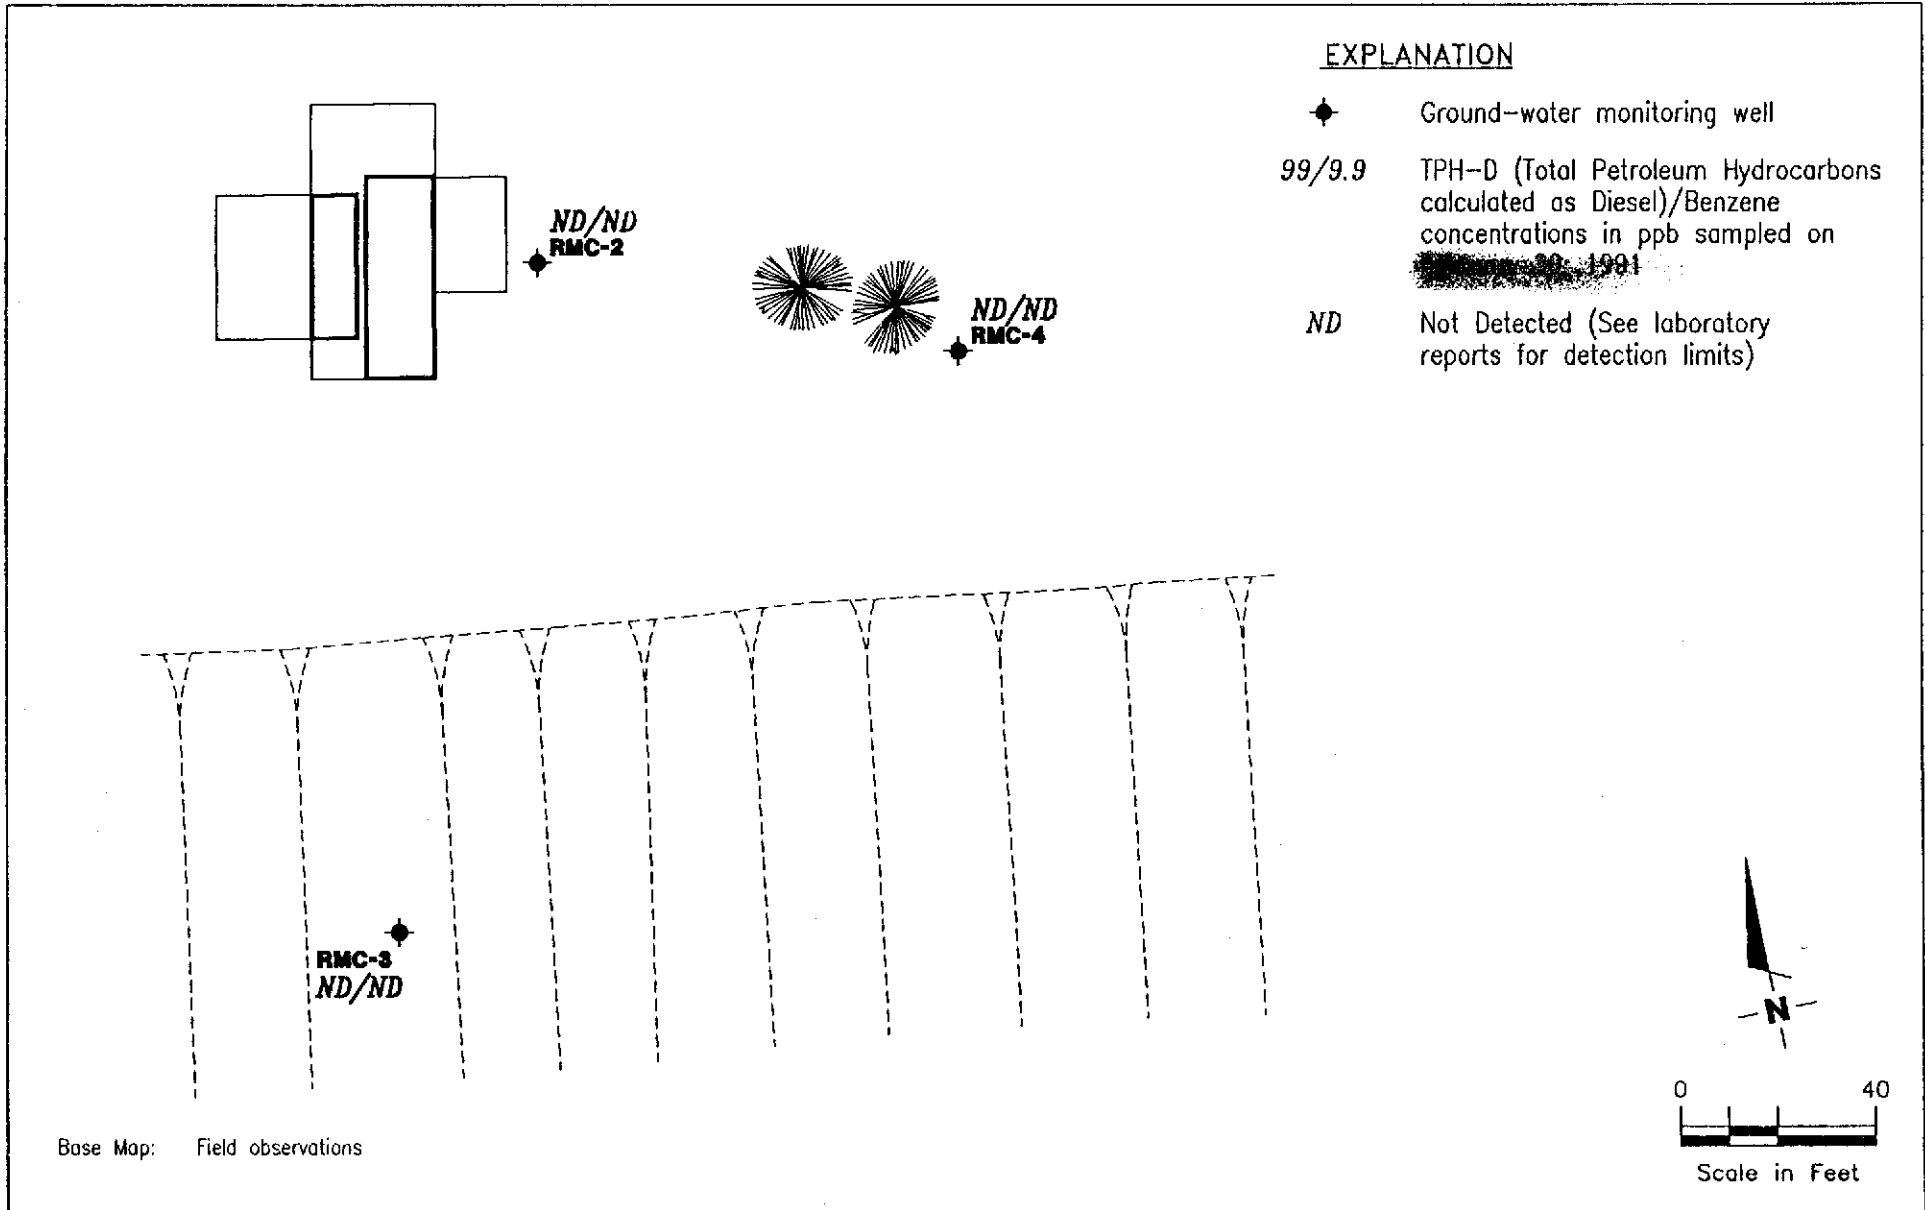 EXPLANATION
Ground-water monitoring well
99/9.9
TPH-D (Total Petroleum Hydrocarbons
calculated as Diesel)/Benzene
concentrations in ppb sampled on
30, 1991
ND
Not Detected (See laboratory
reports for detection limits)
ND/ND
RMC-2
ND/ND
RMC-4
RMC-3
ND/ND
N
0 40
Scale in Feet
Base Map: Field observations